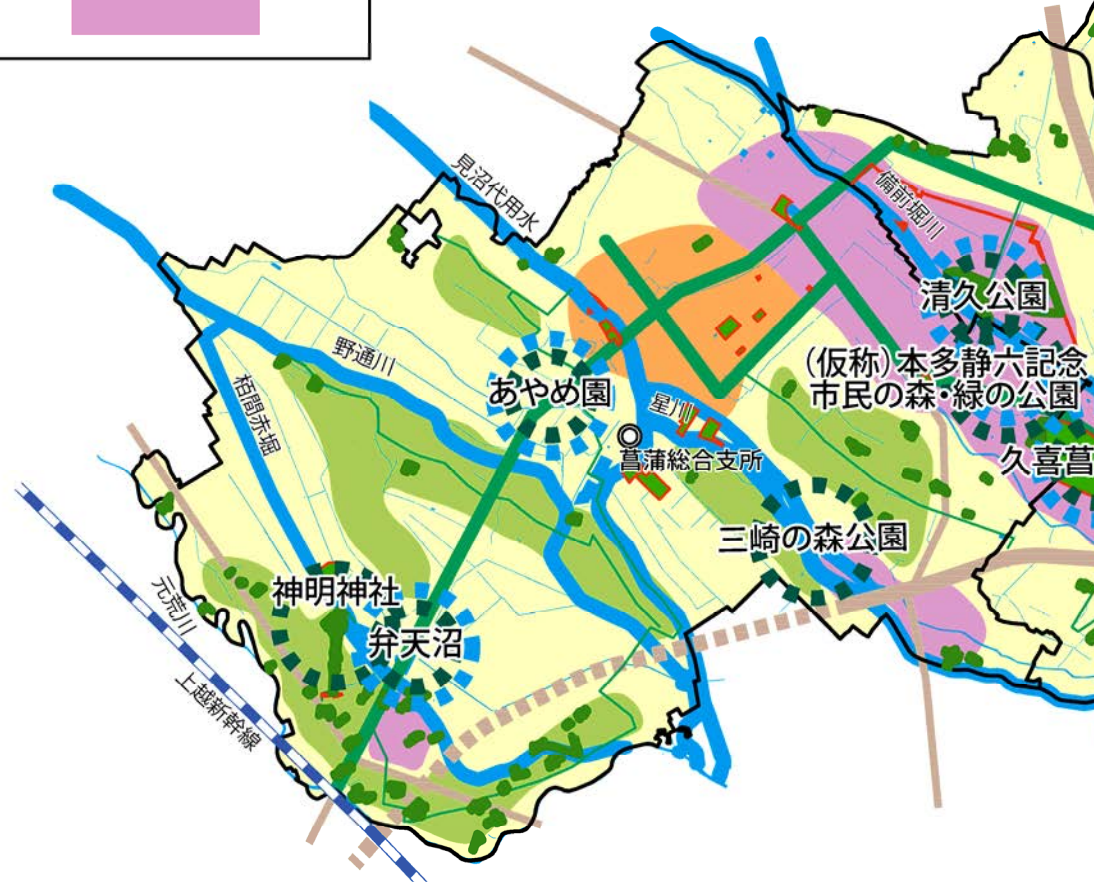 見沼代用水
備前堀川
清久公園
(仮称)本多静六記念
市民の森・緑の公園
野通川
あやめ園
星川
栢間赤堀
久喜菖
菖蒲総合支所
三崎の森公園
神明神社
元荒川
弁天沼
上越新幹線